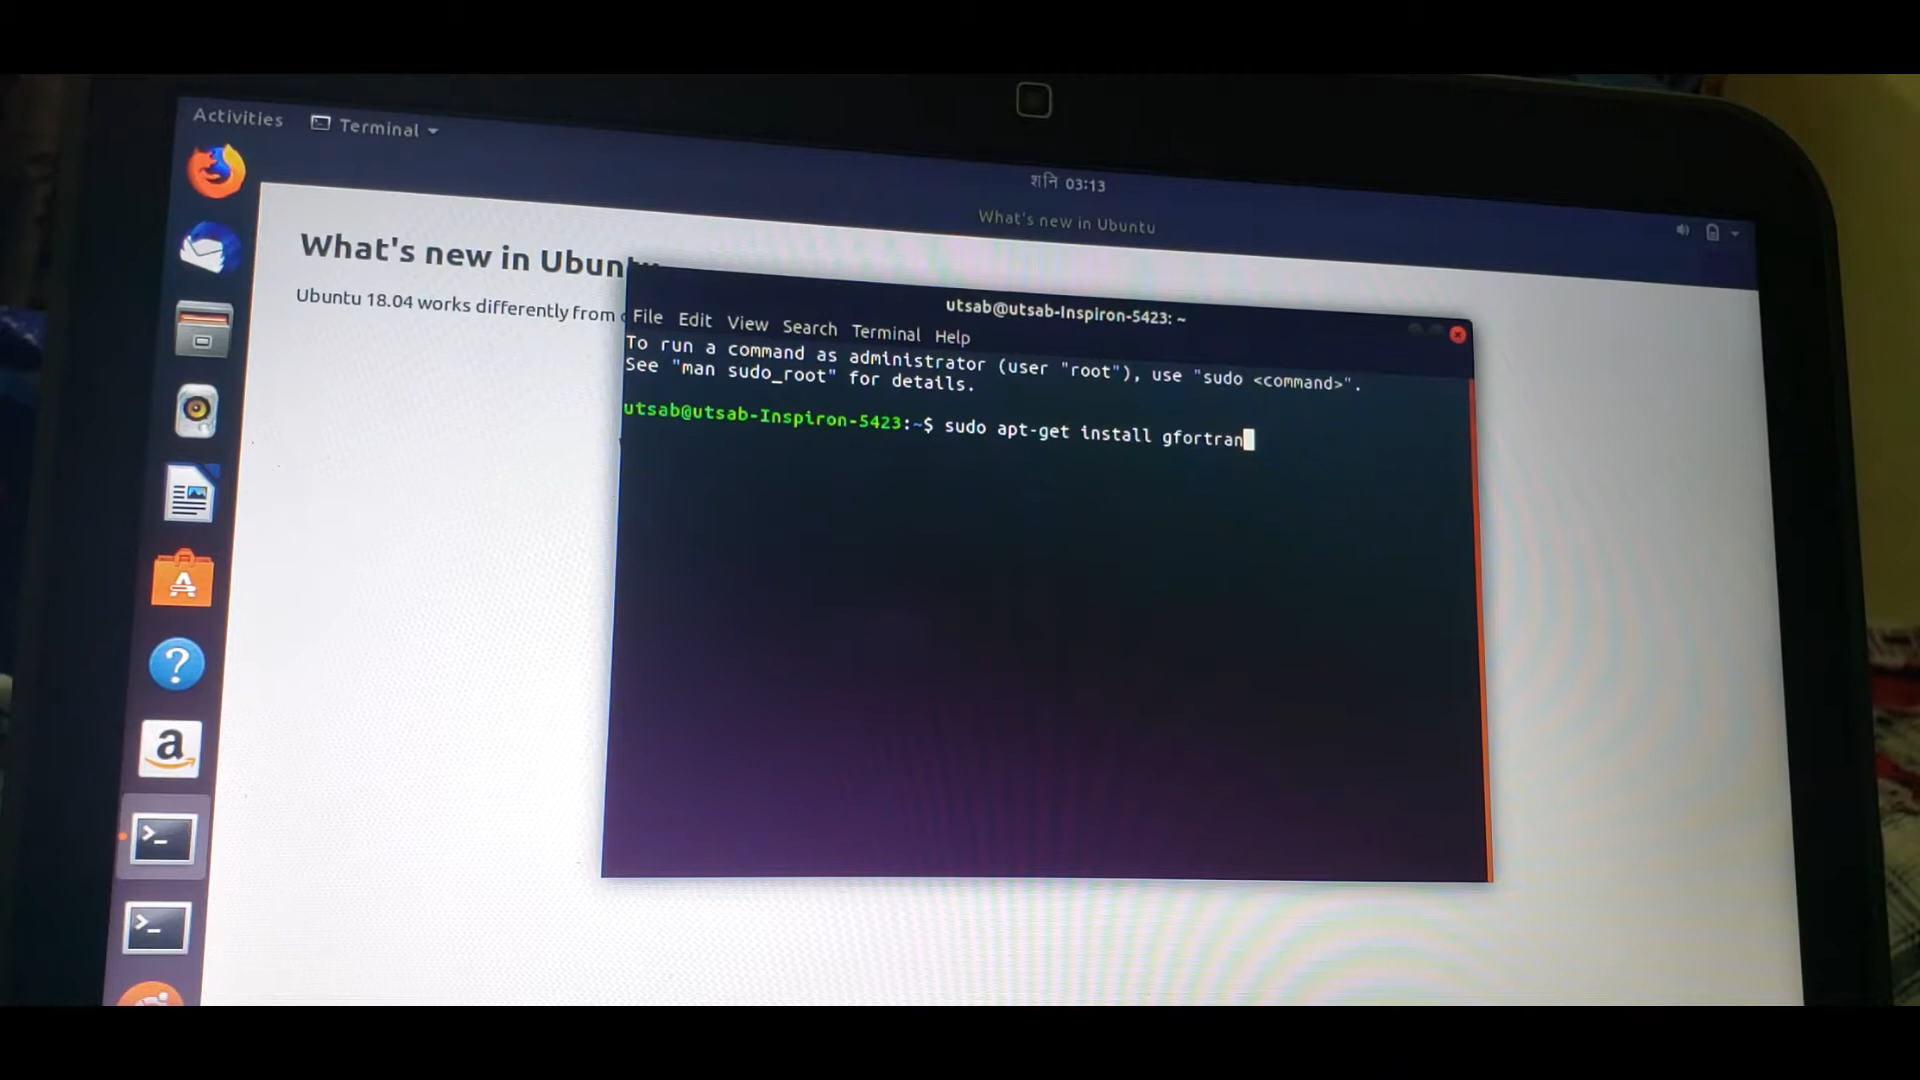 Activities Terminal
शनि 03:13
What's new in Ubuntu
What's new in Ubuntu
Ubuntu 18.04 works differently from
utsab@utsab-Inspiron-5423: ~
File Edit View Search Terminal Help
To run a command as administrator (user "root"), use "sudo <command>".
See "man sudo_root" for details.
utsab@utsab-Inspiron-5423:~$ sudo apt-get install gfortran